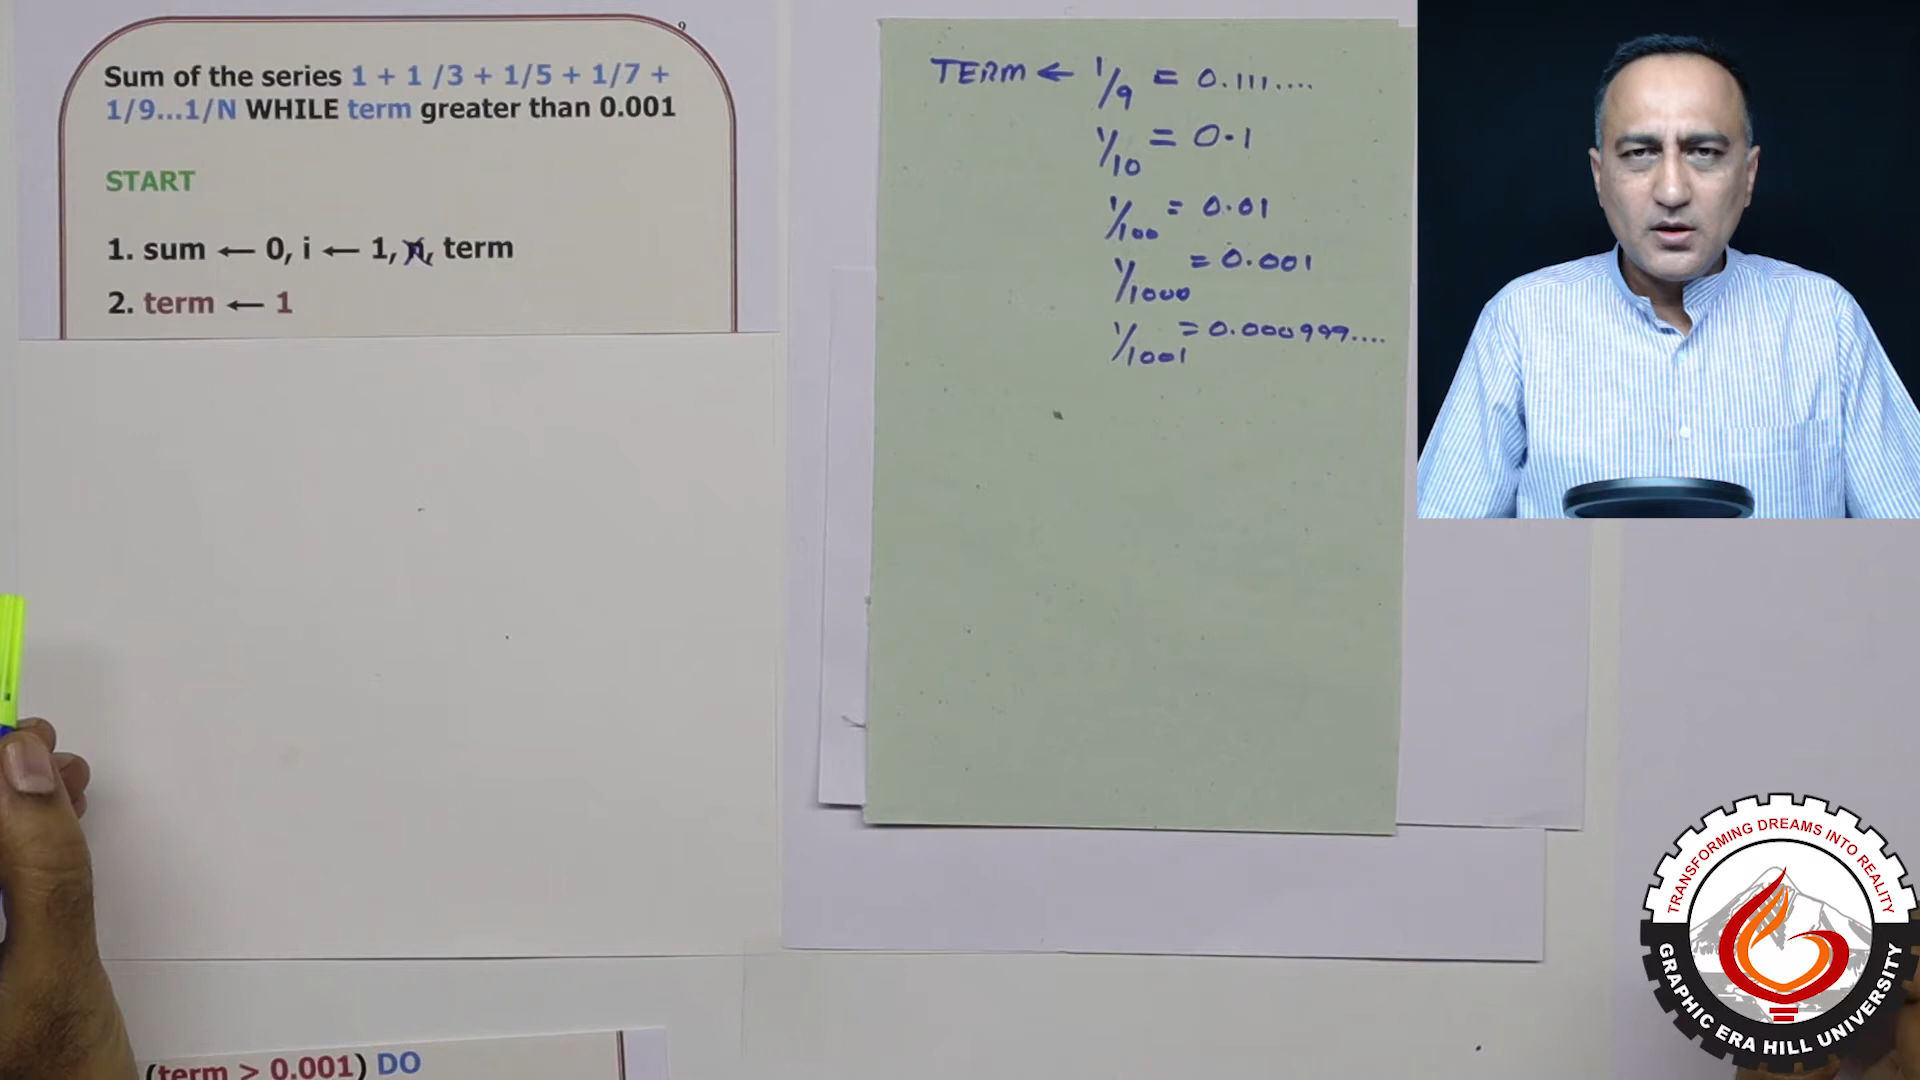 9
Sum of the series 1 + 1 /3 + 1/5 + 1/7 +
1/9...1/N WHILE term greater than 0.001
START
1. sum ← 0, i ← 1, n, term
2. term ← 1
(term > 0.001) DO
TERM ← 1/9 = 0.111....
1/10 = 0.1
1/100 = 0.01
1/1000 = 0.001
1/1001 = 0.000999....
TRANSFORMING DREAMS INTO REALITY
GRAPHIC ERA HILL UNIVERSITY